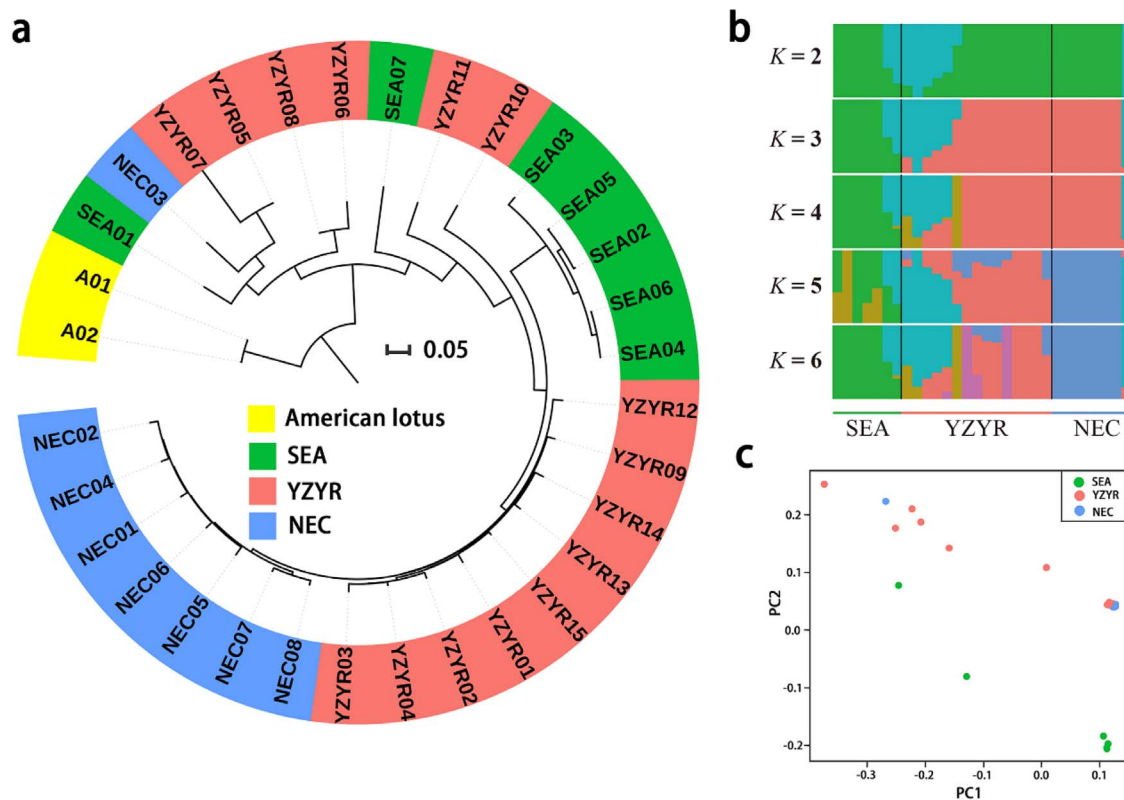 a
A02
A01
SEA01
NEC03
YZYR07
YZYR05
YZYR08
YZYR06
SEA07
YZYR11
YZYR10
SEA03
SEA05
SEA02
SEA06
SEA04
YZYR12
YZYR09
YZYR14
YZYR13
YZYR15
YZYR01
YZYR02
YZYR04
YZYR03
NEC08
NEC07
NEC05
NEC06
NEC01
NEC04
NEC02
0.05
American lotus
SEA
YZYR
NEC
b
K = 2
K = 3
K = 4
K = 5
K = 6
SEA YZYR NEC
c
SEA
YZYR
NEC
0.2
0.1
0.0
-0.1
-0.2
PC2
-0.3 -0.2 -0.1 0.0 0.1
PC1